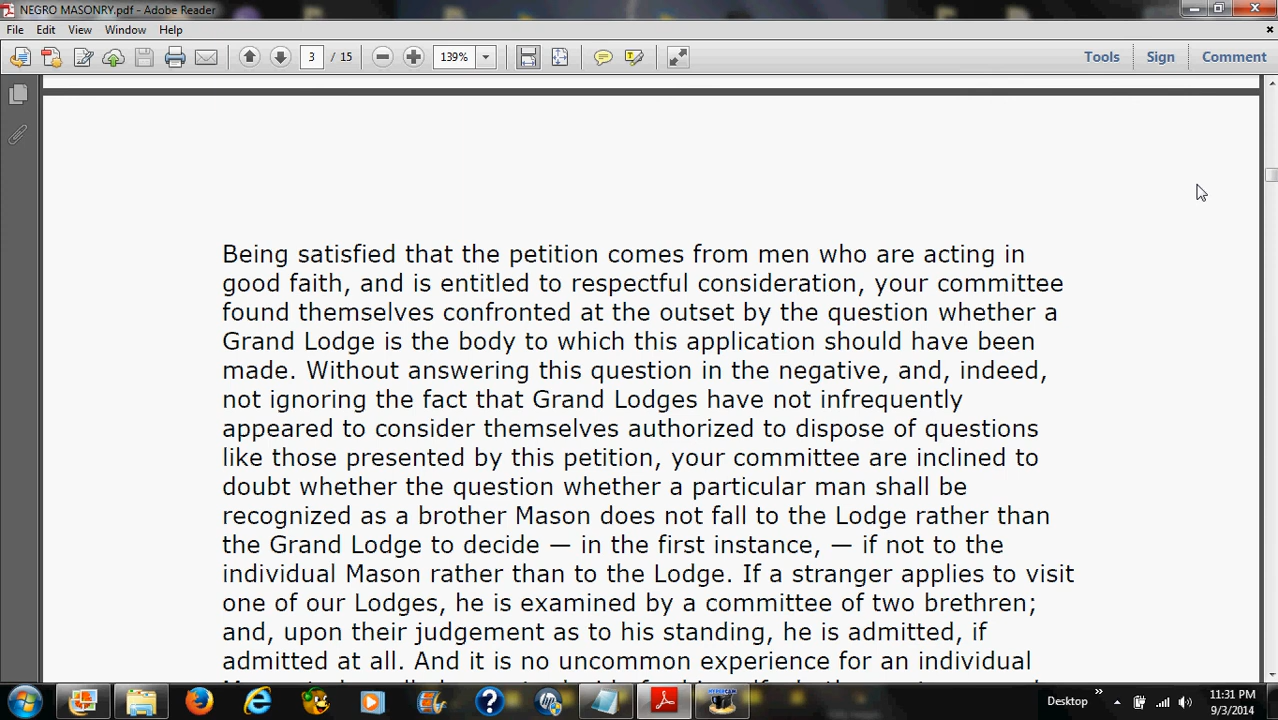 NEGRO MASONRY.pdf - Adobe Reader
File Edit View Window Help
3 / 15 139% Tools Sign Comment
Being satisfied that the petition comes from men who are acting in
good faith, and is entitled to respectful consideration, your committee
found themselves confronted at the outset by the question whether a
Grand Lodge is the body to which this application should have been
made. Without answering this question in the negative, and, indeed,
not ignoring the fact that Grand Lodges have not infrequently
appeared to consider themselves authorized to dispose of questions
like those presented by this petition, your committee are inclined to
doubt whether the question whether a particular man shall be
recognized as a brother Mason does not fall to the Lodge rather than
the Grand Lodge to decide — in the first instance, — if not to the
individual Mason rather than to the Lodge. If a stranger applies to visit
one of our Lodges, he is examined by a committee of two brethren;
and, upon their judgement as to his standing, he is admitted, if
admitted at all. And it is no uncommon experience for an individual
Desktop
11:31 PM
9/3/2014